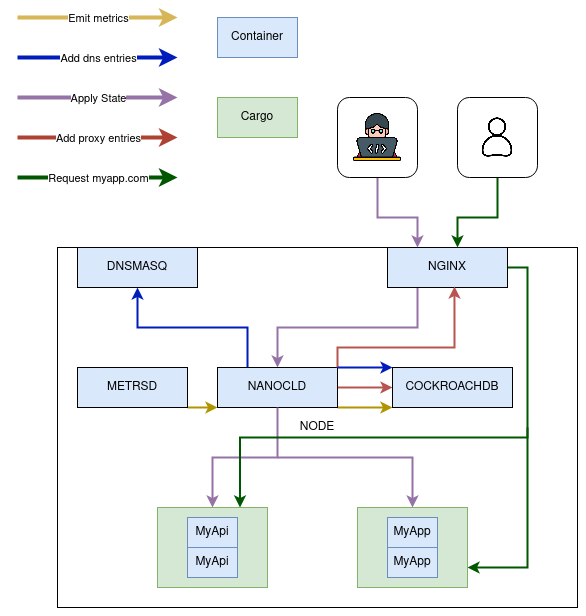 Emit metrics
Container
Add dns entries
Apply State
Cargo
Add proxy entries
Request myapp.com
</>
DNSMASQ
NGINX
METRSD
NANOCLD
COCKROACHDB
NODE
MyApi
MyApp
MyApi
MyApp